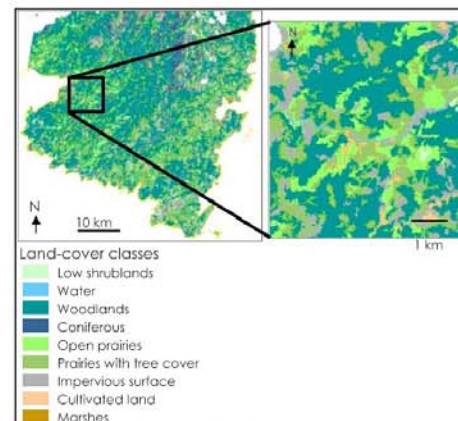 N
10 km
N
1 km
Land-cover classes
Low shrublands
Water
Woodlands
Coniferous
Open prairies
Prairies with tree cover
Impervious surface
Cultivated land
Marshes